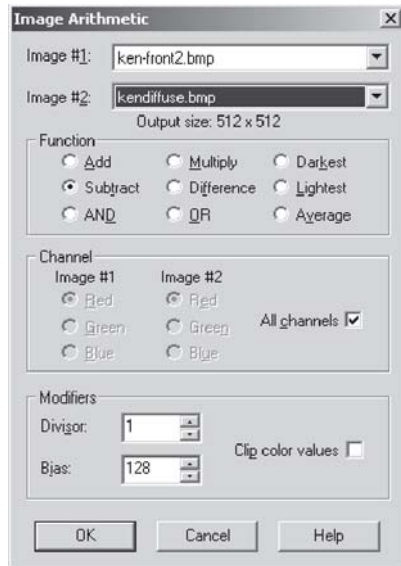 Image Arithmetic
Image #1: ken-front2.bmp
Image #2: kendiffuse.bmp
Output size: 512 x 512
Function
Add Multiply Darkest
Subtract Difference Lightest
AND OR Average
Channel
Image #1 Image #2
Red Red
Green Green All channels
Blue Blue
Modifiers
Divisor: 1
Clip color values
Bias: 128
OK Cancel Help